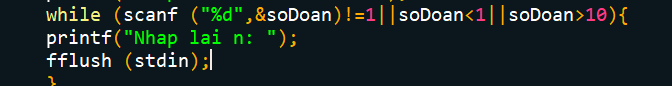 while (scanf ("%d",&soDoan)!=1||soDoan<1||soDoan>10){
printf("Nhap lai n: ");
fflush (stdin);
}